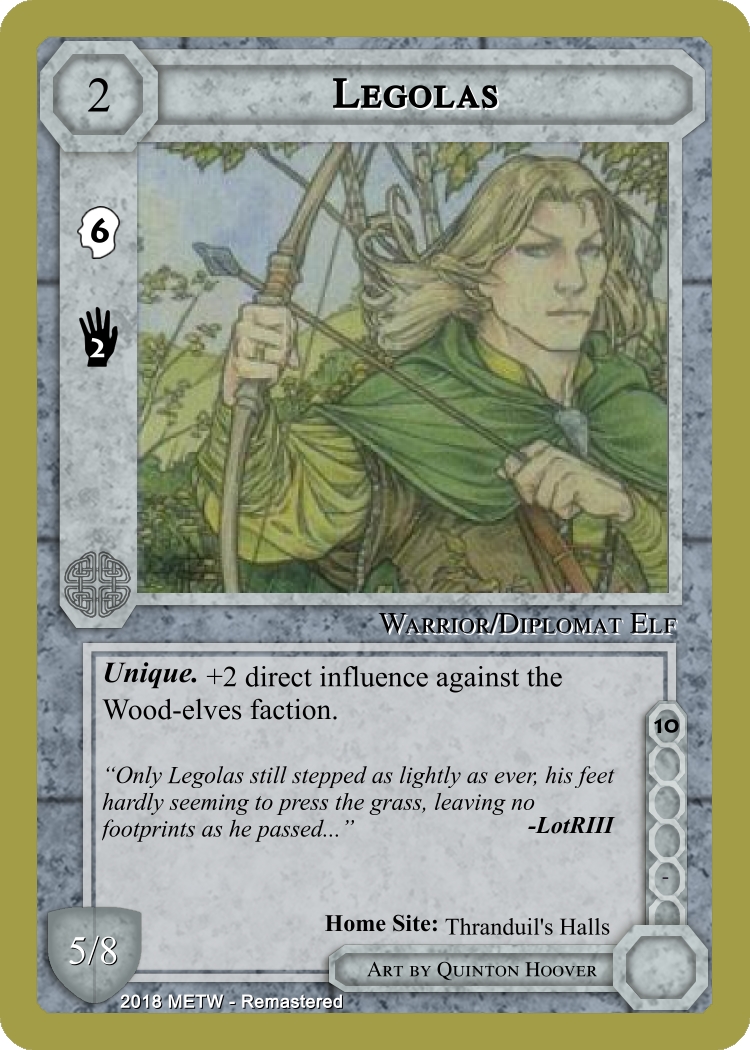 2
Legolas
6
2
Warrior/Diplomat Elf
Unique. +2 direct influence against the
Wood-elves faction.
10
“Only Legolas still stepped as lightly as ever, his feet
hardly seeming to press the grass, leaving no
footprints as he passed...” -LotRIII
-
Home Site: Thranduil's Halls
5/8
Art by Quinton Hoover
2018 METW - Remastered